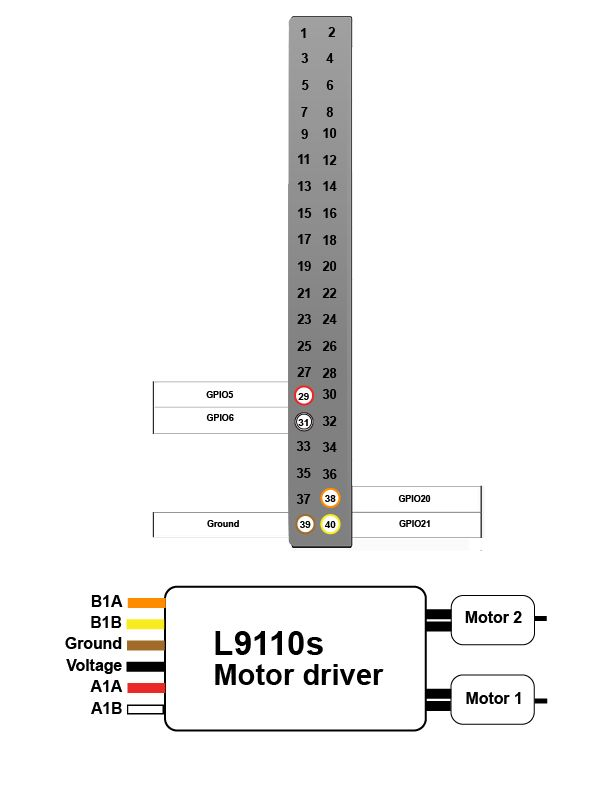 1 2
3 4
5 6
7 8
9 10
11 12
13 14
15 16
17 18
19 20
21 22
23 24
25 26
27 28
GPIO5 29 30
GPIO6 31 32
33 34
35 36
37 38 GPIO20
Ground 39 40 GPIO21
B1A
B1B
Ground
Voltage
A1A
A1B
L9110s
Motor driver
Motor 2
Motor 1